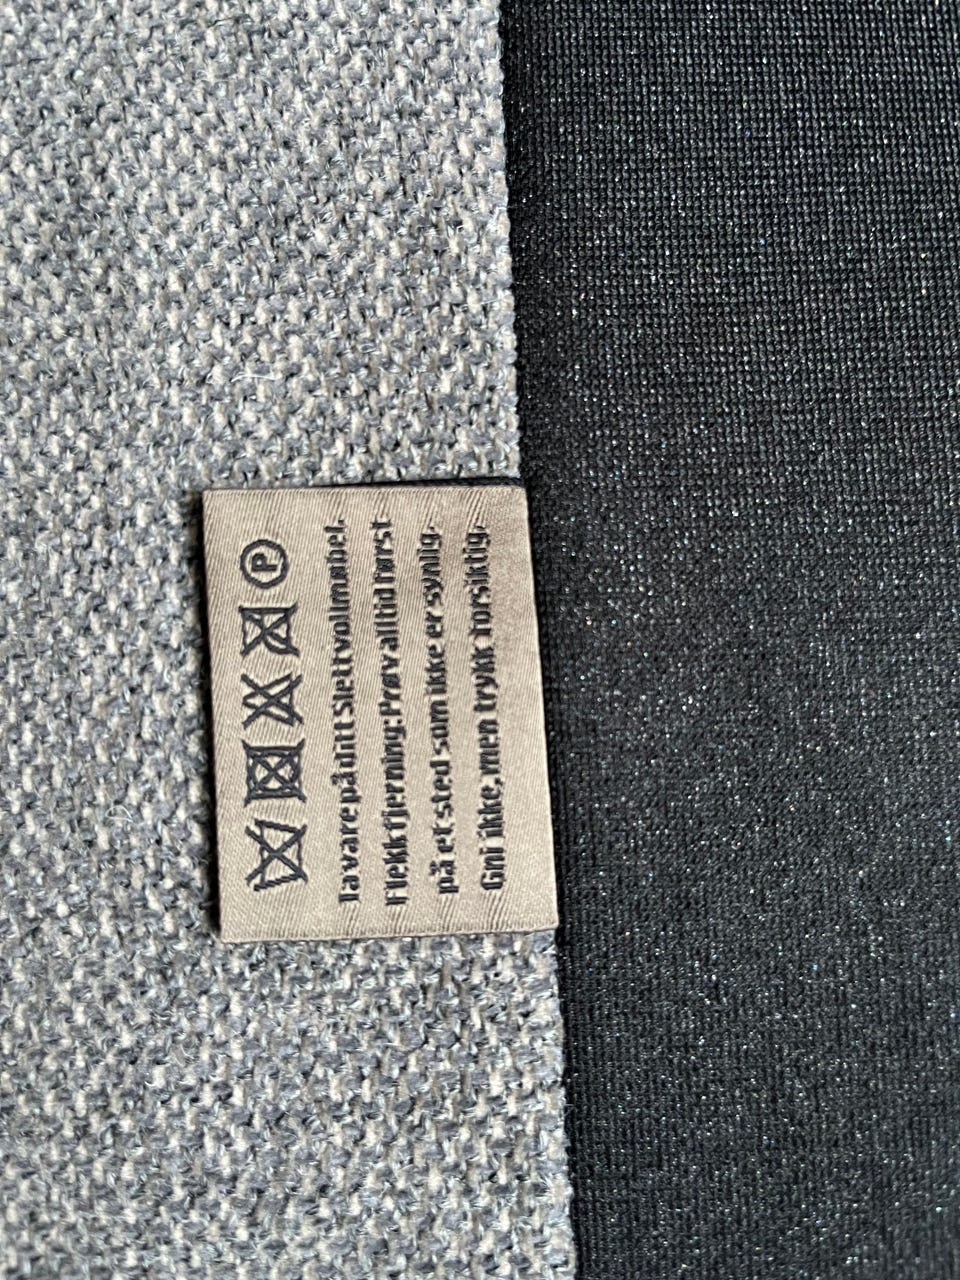 Ta vare på ditt Slettvoll møbel.
Flekkfjerning: Prøv alltid først
på et sted som ikke er synlig.
Gni ikke, men trykk forsiktig.